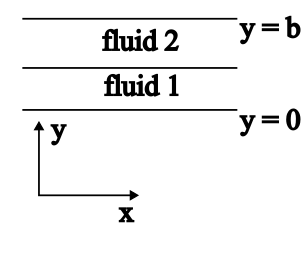 fluid 2
y = b
fluid 1
y = 0
y
x